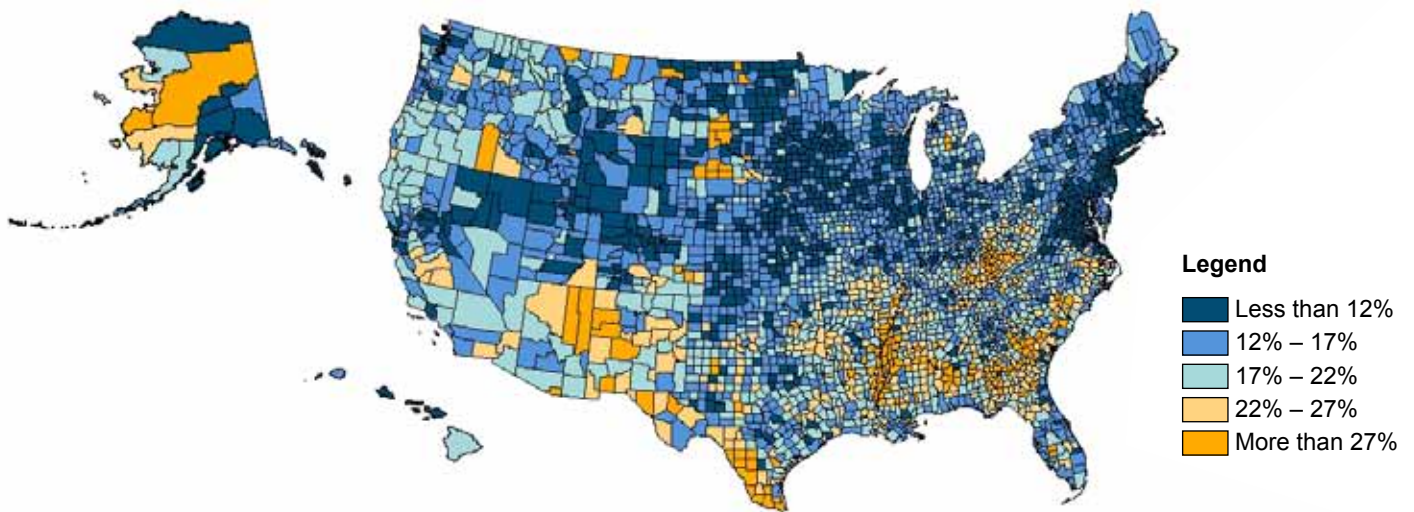 Legend
Less than 12%
12% – 17%
17% – 22%
22% – 27%
More than 27%